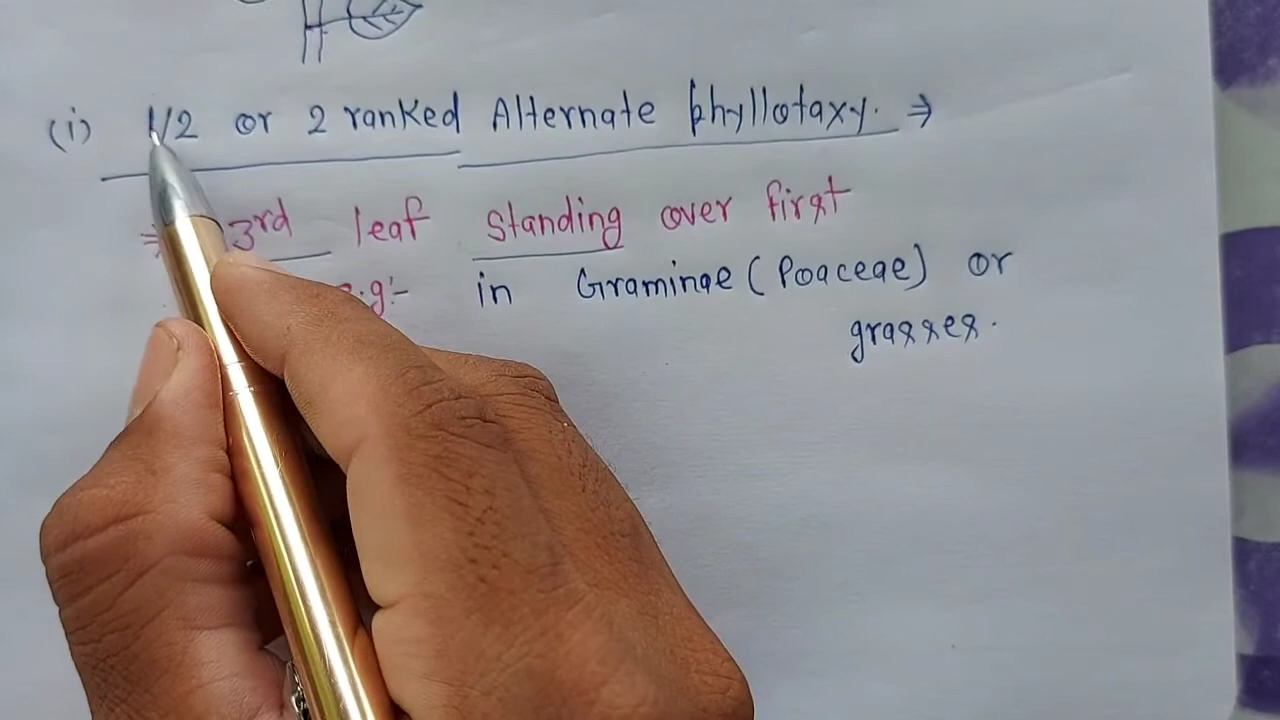 (i) 1/2 or 2 ranked Alternate phyllotaxy. ⇒
⇒ 3rd leaf standing over first
e.g:- in Graminae (Poaceae) or
grasses.